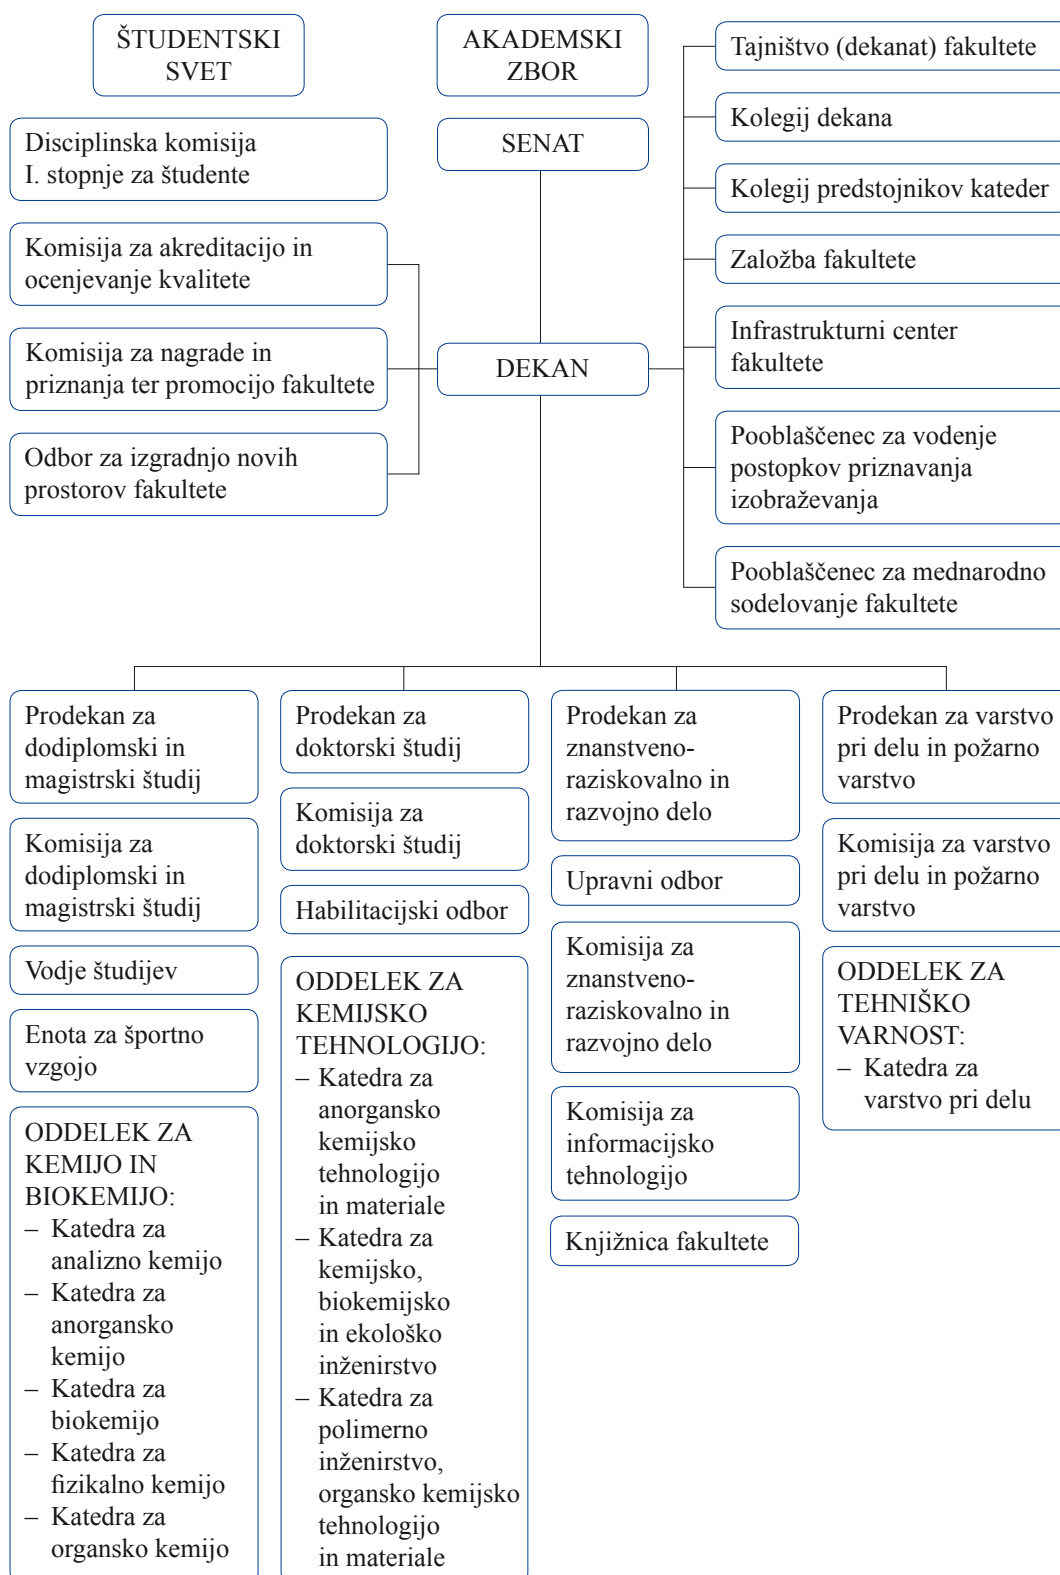 ŠTUDENTSKI
SVET
AKADEMSKI
ZBOR
SENAT
DEKAN
Disciplinska komisija
I. stopnje za študente
Komisija za akreditacijo in
ocenjevanje kvalitete
Komisija za nagrade in
priznanja ter promocijo fakultete
Odbor za izgradnjo novih
prostorov fakultete
Tajništvo (dekanat) fakultete
Kolegij dekana
Kolegij predstojnikov kateder
Založba fakultete
Infrastrukturni center
fakultete
Pooblaščenec za vodenje
postopkov priznavanja
izobraževanja
Pooblaščenec za mednarodno
sodelovanje fakultete
Prodekan za
dodiplomski in
magistrski študij
Komisija za
dodiplomski in
magistrski študij
Vodje študijev
Enota za športno
vzgojo
ODDELEK ZA
KEMIJO IN
BIOKEMIJO:
– Katedra za
analizno kemijo
– Katedra za
anorgansko
kemijo
– Katedra za
biokemijo
– Katedra za
fizikalno kemijo
– Katedra za
organsko kemijo
Prodekan za
doktorski študij
Komisija za
doktorski študij
Habilitacijski odbor
ODDELEK ZA
KEMIJSKO
TEHNOLOGIJO:
– Katedra za
anorgansko
kemijsko
tehnologijo
in materiale
– Katedra za
kemijsko,
biokemijsko
in ekološko
inženirstvo
– Katedra za
polimerno
inženirstvo,
organsko kemijsko
tehnologijo
in materiale
Prodekan za
znanstveno-
raziskovalno in
razvojno delo
Upravni odbor
Komisija za
znanstveno-
raziskovalno in
razvojno delo
Komisija za
informacijsko
tehnologijo
Knjižnica fakultete
Prodekan za varstvo
pri delu in požarno
varstvo
Komisija za varstvo
pri delu in požarno
varstvo
ODDELEK ZA
TEHNIŠKO
VARNOST:
– Katedra za
varstvo pri delu